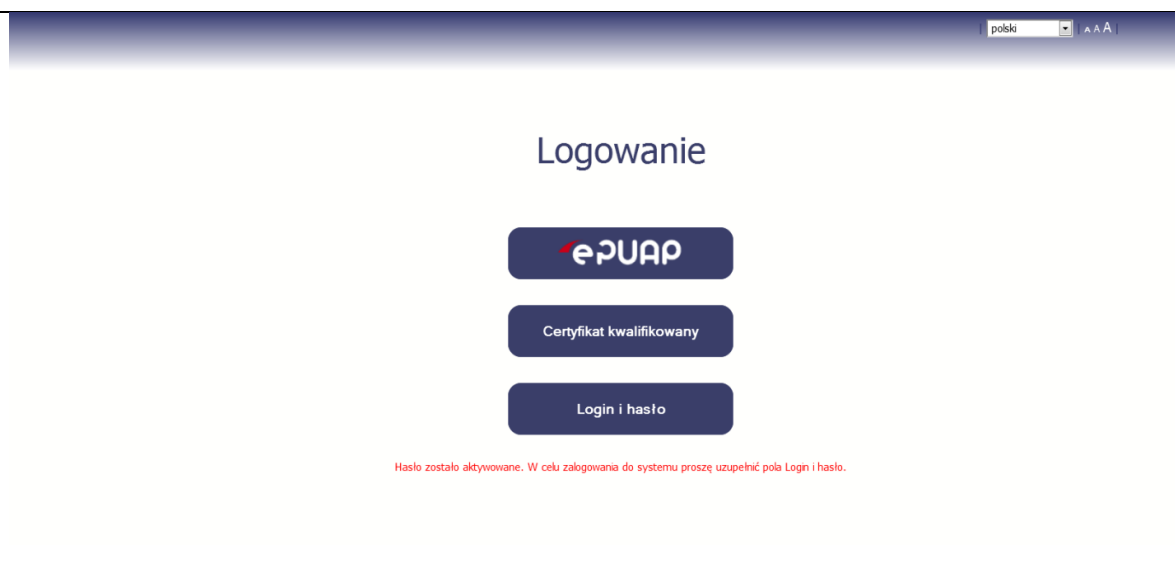 polski
A A A
Logowanie
ePUAP
Certyfikat kwalifikowany
Login i hasło
Hasło zostało aktywowane. W celu zalogowania do systemu proszę uzupełnić pola Login i hasło.